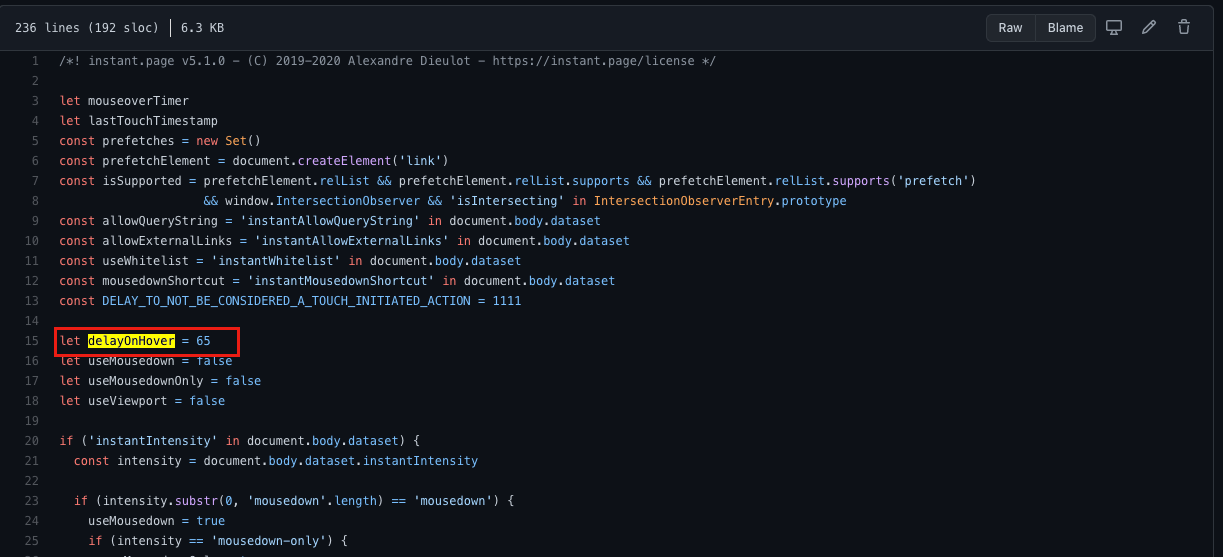 236 lines (192 sloc) | 6.3 KB
Raw Blame
1 /*! instant.page v5.1.0 - (C) 2019-2020 Alexandre Dieulot - https://instant.page/license */
2
3 let mouseoverTimer
4 let lastTouchTimestamp
5 const prefetches = new Set()
6 const prefetchElement = document.createElement('link')
7 const isSupported = prefetchElement.relList && prefetchElement.relList.supports && prefetchElement.relList.supports('prefetch')
8 && window.IntersectionObserver && 'isIntersecting' in IntersectionObserverEntry.prototype
9 const allowQueryString = 'instantAllowQueryString' in document.body.dataset
10 const allowExternalLinks = 'instantAllowExternalLinks' in document.body.dataset
11 const useWhitelist = 'instantWhitelist' in document.body.dataset
12 const mousedownShortcut = 'instantMousedownShortcut' in document.body.dataset
13 const DELAY_TO_NOT_BE_CONSIDERED_A_TOUCH_INITIATED_ACTION = 1111
14
15 let delayOnHover = 65
16 let useMousedown = false
17 let useMousedownOnly = false
18 let useViewport = false
19
20 if ('instantIntensity' in document.body.dataset) {
21 const intensity = document.body.dataset.instantIntensity
22
23 if (intensity.substr(0, 'mousedown'.length) == 'mousedown') {
24 useMousedown = true
25 if (intensity == 'mousedown-only') {